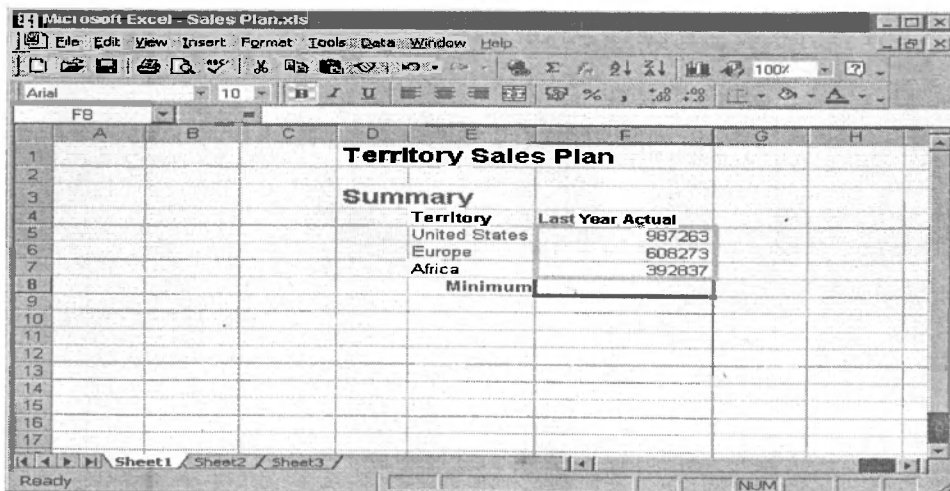 Microsoft Excel - Sales Plan.xls
File Edit View Insert Format Tools Data Window Help
100%
Arial 10 B I U
F8 =
A B C D E F G H
1 Territory Sales Plan
2
3 Summary
4 Territory Last Year Actual
5 United States 987263
6 Europe 608273
7 Africa 392837
8 Minimum
9
10
11
12
13
14
15
16
17
Sheet1 Sheet2 Sheet3
Ready NUM